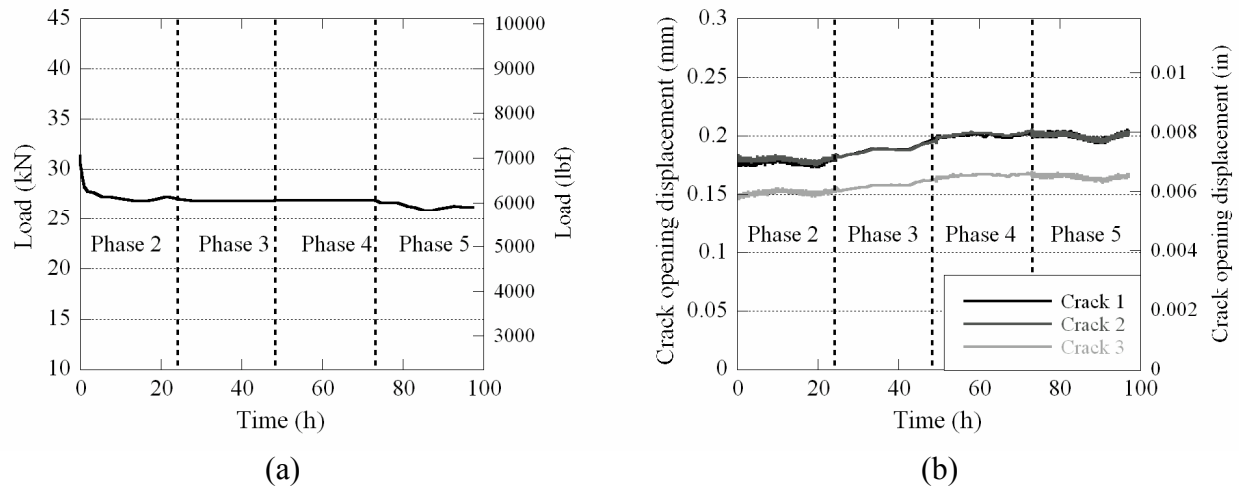 45
40
35
30
25
20
15
10
Load (kN)
10000
9000
8000
7000
6000
5000
4000
3000
Load (lbf)
Phase 2
Phase 3
Phase 4
Phase 5
0
20
40
60
80
100
Time (h)
(a)
0.3
0.25
0.2
0.15
0.1
0.05
0
Crack opening displacement (mm)
0.01
0.008
0.006
0.004
0.002
0
Crack opening displacement (in)
Phase 2
Phase 3
Phase 4
Phase 5
Crack 1
Crack 2
Crack 3
0
20
40
60
80
100
Time (h)
(b)